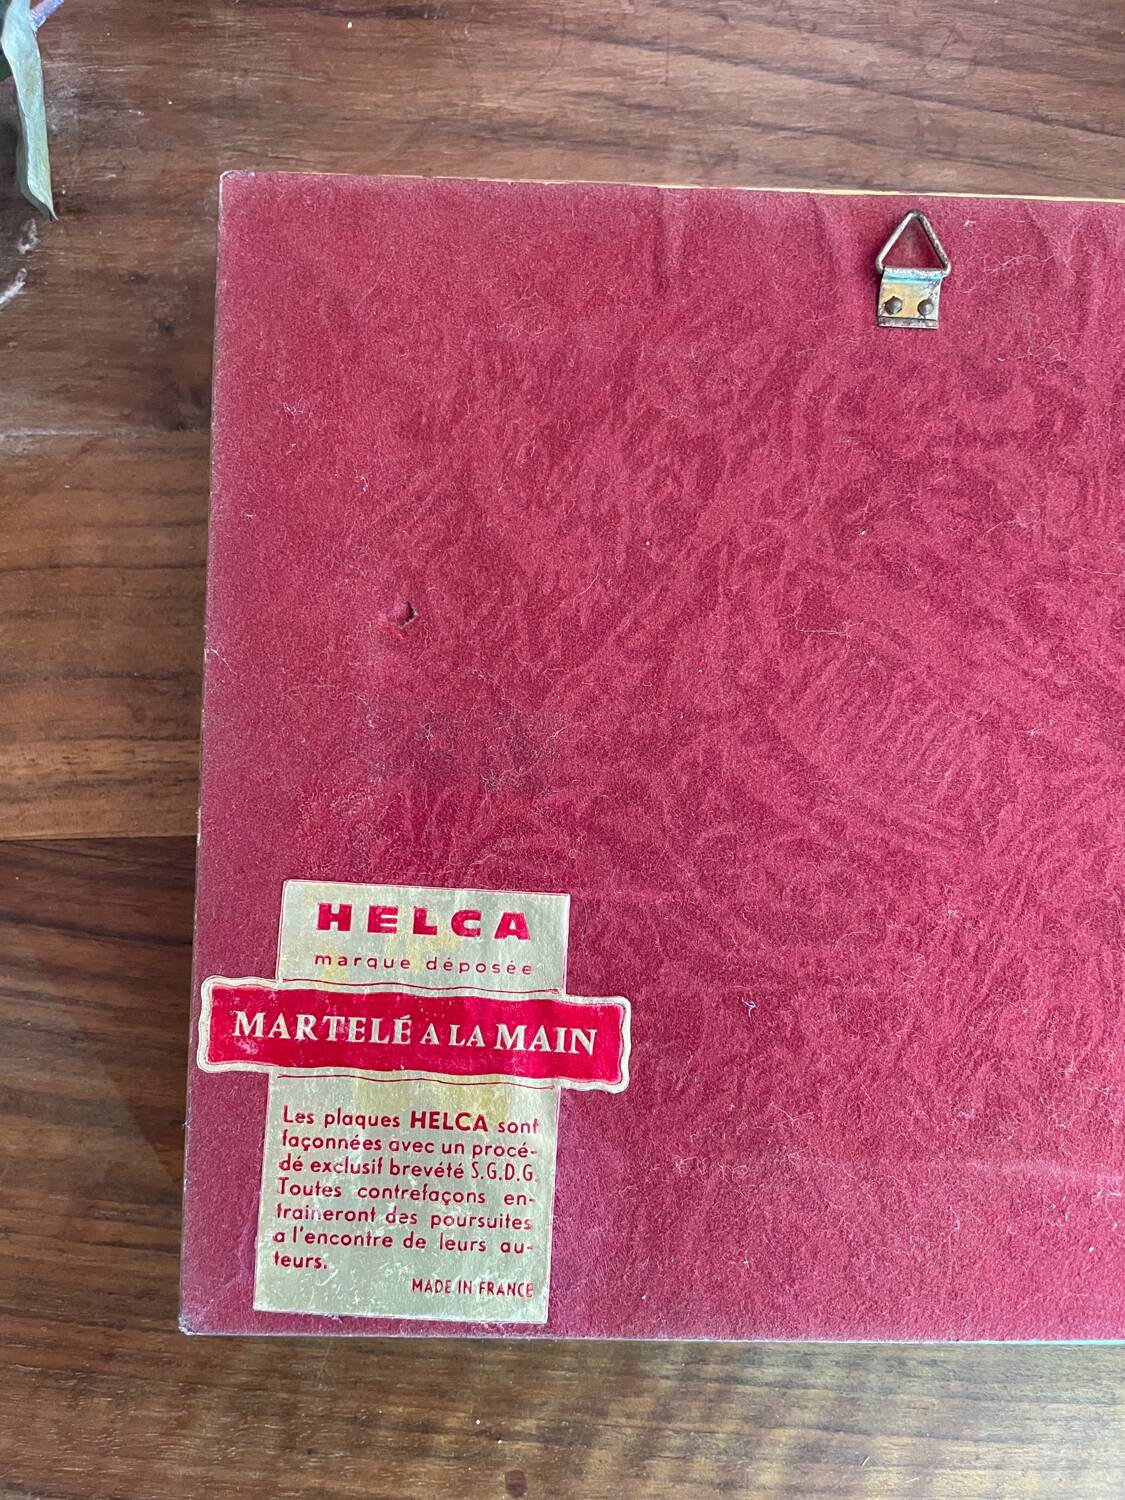 HELCA
marque déposée
MARTELÉ A LA MAIN
Les plaques HELCA sont
façonnées avec un procé-
dé exclusif brevété S.G.D.G.
Toutes contrefaçons en-
traineront des poursuites
a l'encontre de leurs au-
teurs.
MADE IN FRANCE